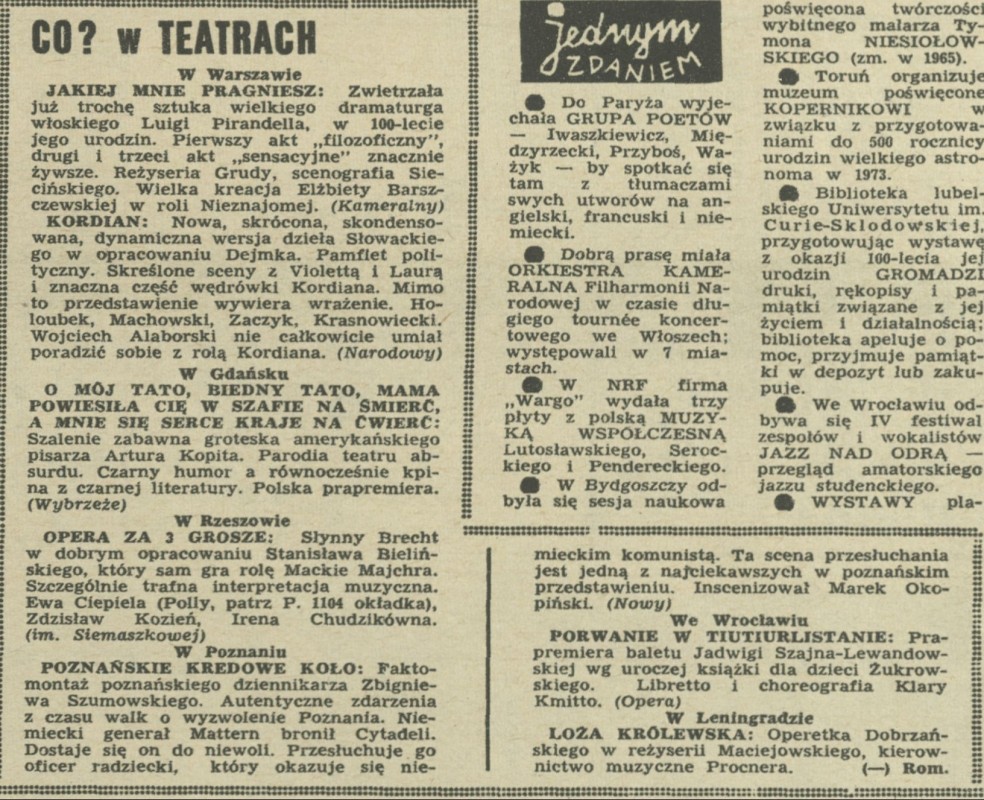 CO? w TEATRACH
W Warszawie
JAKIEJ MNIE PRAGNIESZ: Zwietrzała
już trochę sztuka wielkiego dramaturga
włoskiego Luigi Pirandella, w 100-lecie
jego urodzin. Pierwszy akt „filozoficzny”,
drugi i trzeci akt „sensacyjne” znacznie
żywsze. Reżyseria Grudy, scenografia Sie-
cińskiego. Wielka kreacja Elżbiety Barsz-
czewskiej w roli Nieznajomej. (Kameralny)
KORDIAN: Nowa, skrócona, skondenso-
wana, dynamiczna wersja dzieła Słowackie-
go w opracowaniu Dejmka. Pamflet poli-
tyczny. Skreślone sceny z Violettą i Laurą
i znaczna część wędrówki Kordiana. Mimo
to przedstawienie wywiera wrażenie. Ho-
loubek, Machowski, Zaczyk, Krasnowiecki.
Wojciech Alaborski nie całkowicie umiał
poradzić sobie z rolą Kordiana. (Narodowy)
W Gdańsku
O MÓJ TATO, BIEDNY TATO, MAMA
POWIESIŁA CIĘ W SZAFIE NA ŚMIERĆ,
A MNIE SIĘ SERCE KRAJE NA ĆWIERĆ:
Szalenie zabawna groteska amerykańskiego
pisarza Artura Kopita. Parodia teatru ab-
surdu. Czarny humor a równocześnie kpi-
na z czarnej literatury. Polska prapremiera.
(Wybrzeże)
W Rzeszowie
OPERA ZA 3 GROSZE: Słynny Brecht
w dobrym opracowaniu Stanisława Bieliń-
skiego, który sam gra rolę Mackie Majchra.
Szczególnie trafna interpretacja muzyczna.
Ewa Ciepiela (Polly, patrz P. 1104 okładka),
Zdzisław Kozień, Irena Chudzikówna.
(im. Siemaszkowej)
W Poznaniu
POZNAŃSKIE KREDOWE KOŁO: Fakto-
montaż poznańskiego dziennikarza Zbignie-
wa Szumowskiego. Autentyczne zdarzenia
z czasu walk o wyzwolenie Poznania. Nie-
miecki generał Mattern bronił Cytadeli.
Dostaje się on do niewoli. Przesłuchuje go
oficer radziecki, który okazuje się nie-
mieckim komunistą. Ta scena przesłuchania
jest jedną z najciekawszych w poznańskim
przedstawieniu. Inscenizował Marek Oko-
piński. (Nowy)
We Wrocławiu
PORWANIE W TIUTIURLISTANIE: Pra-
premiera baletu Jadwigi Szajna-Lewandow-
skiej wg uroczej książki dla dzieci Żukrow-
skiego. Libretto i choreografia Klary
Kmitto. (Opera)
W Leningradzie
LOŻA KRÓLEWSKA: Operetka Dobrzań-
skiego w reżyserii Maciejowskiego, kierow-
nictwo muzyczne Procnera. (—) Rom.
jednym
ZDANIEM
● Do Paryża wyje-
chała GRUPA POETÓW
— Iwaszkiewicz, Mię-
dzyrzecki, Przyboś, Wa-
żyk — by spotkać się
tam z tłumaczami
swych utworów na an-
gielski, francuski i nie-
miecki.
● Dobrą prasę miała
ORKIESTRA KAME-
RALNA Filharmonii Na-
rodowej w czasie dłu-
giego tournée koncer-
towego we Włoszech;
występowali w 7 mia-
stach.
● W NRF firma
„Wargo” wydała trzy
płyty z polską MUZY-
KĄ WSPÓŁCZESNĄ
Lutosławskiego, Seroc-
kiego i Pendereckiego.
● W Bydgoszczy od-
była się sesja naukowa
poświęcona twórczości
wybitnego malarza Ty-
mona NIESIOŁOW-
SKIEGO (zm. w 1965).
● Toruń organizuje
muzeum poświęcone
KOPERNIKOWI w
związku z przygotowa-
niami do 500 rocznicy
urodzin wielkiego astro-
noma w 1973.
● Biblioteka lubel-
skiego Uniwersytetu im.
Curie-Skłodowskiej,
przygotowując wystawę
z okazji 100-lecia jej
urodzin GROMADZI
druki, rękopisy i pa-
miątki związane z jej
życiem i działalnością;
biblioteka apeluje o po-
moc, przyjmuje pamiąt-
ki w depozyt lub zaku-
puje.
● We Wrocławiu od-
bywa się IV festiwal
zespołów i wokalistów
JAZZ NAD ODRĄ —
przegląd amatorskiego
jazzu studenckiego.
● WYSTAWY pla-